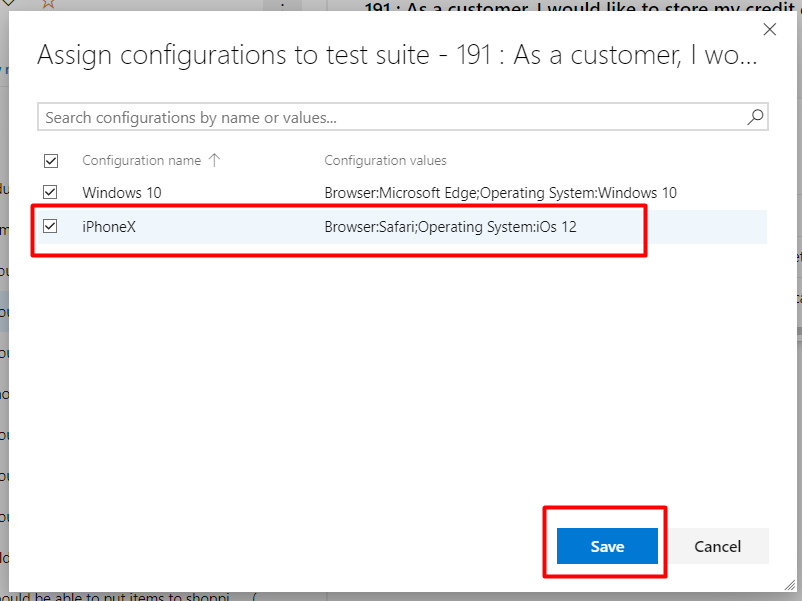 191 : As a customer, I would like to store my credit
Assign configurations to test suite - 191 : As a customer, I wo...
Search configurations by name or values...
Configuration name ↑ Configuration values
Windows 10 Browser:Microsoft Edge;Operating System:Windows 10
iPhoneX Browser:Safari;Operating System:iOs 12
Save Cancel
ould be able to put items to shoppi... (